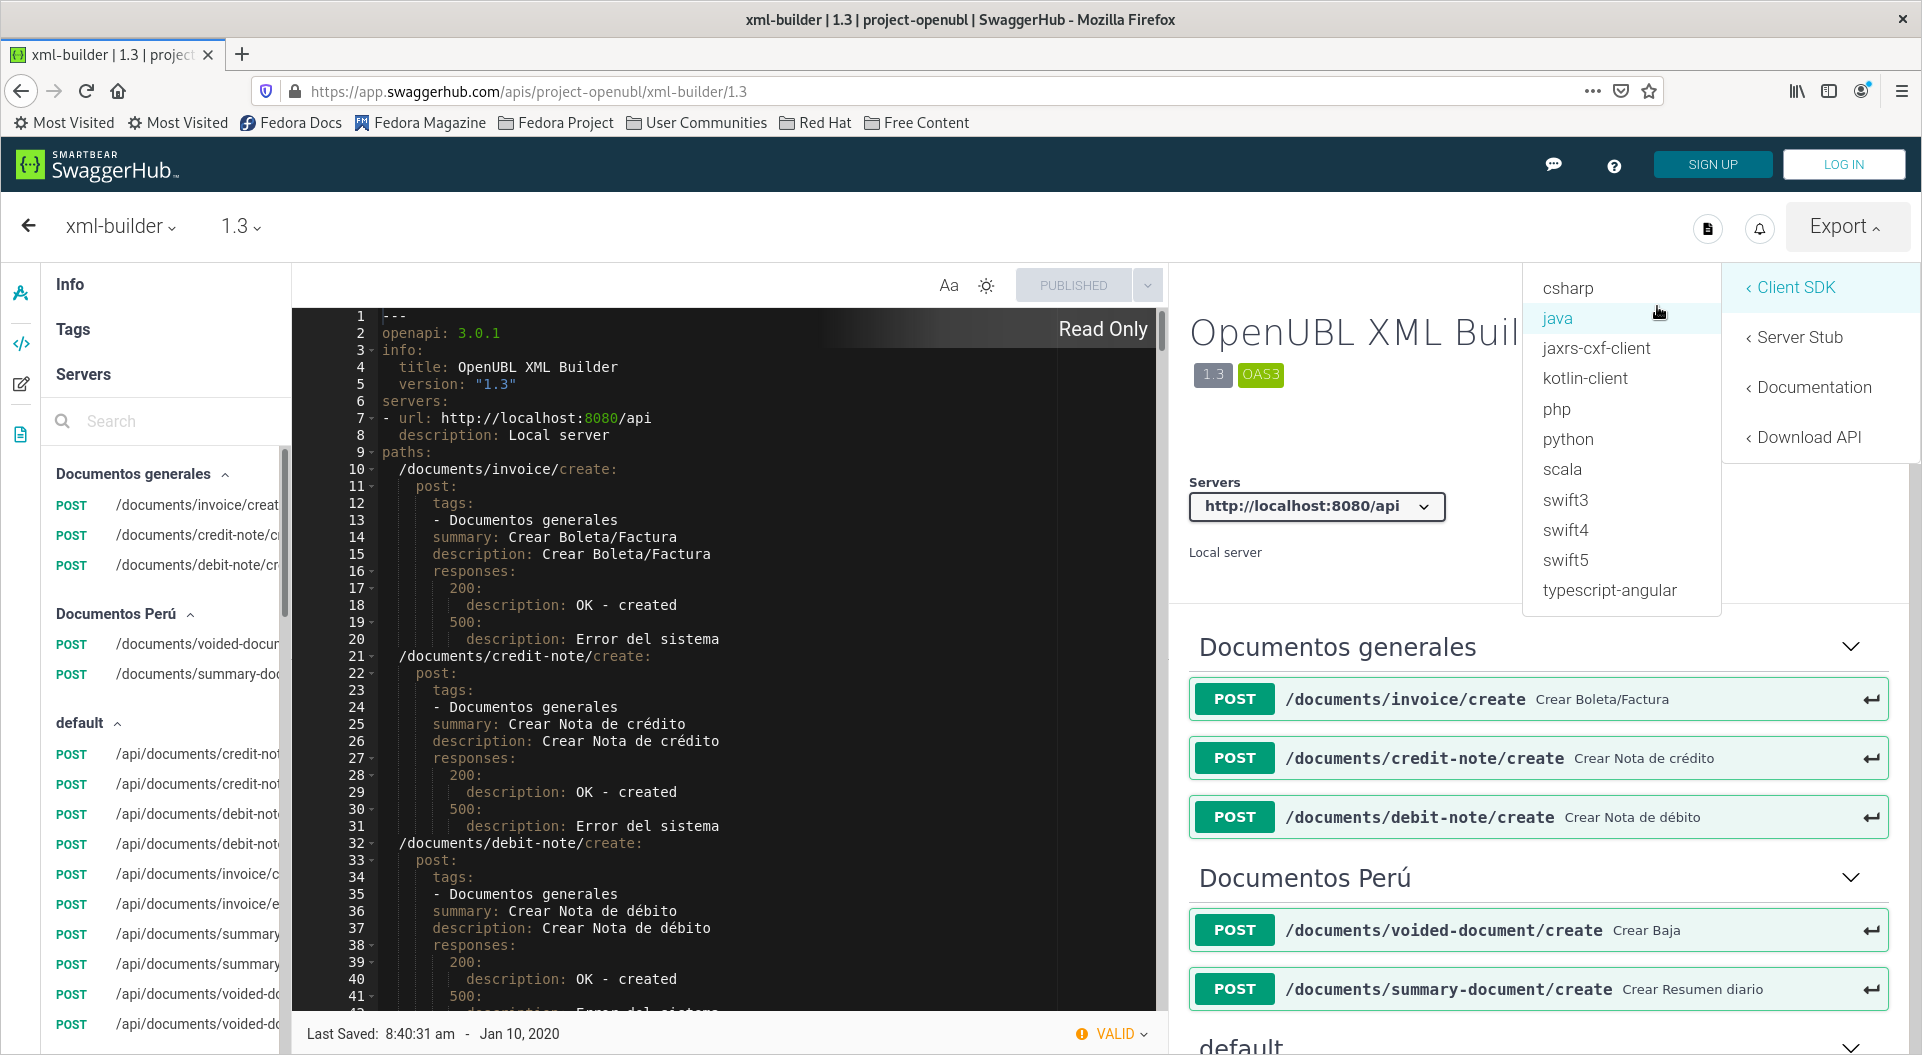 xml-builder | 1.3 | project-openubl | SwaggerHub - Mozilla Firefox
xml-builder | 1.3 | project
https://app.swaggerhub.com/apis/project-openubl/xml-builder/1.3
Most Visited Most Visited Fedora Docs Fedora Magazine Fedora Project User Communities Red Hat Free Content
SMARTBEAR
SwaggerHub
SIGN UP LOG IN
xml-builder 1.3 Export
Info
Tags
Servers
Search
Documentos generales
POST /documents/invoice/creat
POST /documents/credit-note/c
POST /documents/debit-note/cr
Documentos Perú
POST /documents/voided-docur
POST /documents/summary-doc
default
POST /api/documents/credit-not
POST /api/documents/credit-not
POST /api/documents/debit-note
POST /api/documents/debit-note
POST /api/documents/invoice/c
POST /api/documents/invoice/e
POST /api/documents/summary
POST /api/documents/summary
POST /api/documents/voided-do
POST /api/documents/voided-do
Aa PUBLISHED
Read Only
1 ---
2 openapi: 3.0.1
3 info:
4 title: OpenUBL XML Builder
5 version: "1.3"
6 servers:
7 - url: http://localhost:8080/api
8 description: Local server
9 paths:
10 /documents/invoice/create:
11 post:
12 tags:
13 - Documentos generales
14 summary: Crear Boleta/Factura
15 description: Crear Boleta/Factura
16 responses:
17 200:
18 description: OK - created
19 500:
20 description: Error del sistema
21 /documents/credit-note/create:
22 post:
23 tags:
24 - Documentos generales
25 summary: Crear Nota de crédito
26 description: Crear Nota de crédito
27 responses:
28 200:
29 description: OK - created
30 500:
31 description: Error del sistema
32 /documents/debit-note/create:
33 post:
34 tags:
35 - Documentos generales
36 summary: Crear Nota de débito
37 description: Crear Nota de débito
38 responses:
39 200:
40 description: OK - created
41 500:
42 description: Error del sistema
Last Saved: 8:40:31 am - Jan 10, 2020 VALID
OpenUBL XML Buil
1.3 OAS3
Servers
http://localhost:8080/api
Local server
csharp
java
jaxrs-cxf-client
kotlin-client
php
python
scala
swift3
swift4
swift5
typescript-angular
Client SDK
Server Stub
Documentation
Download API
Documentos generales
POST /documents/invoice/create Crear Boleta/Factura
POST /documents/credit-note/create Crear Nota de crédito
POST /documents/debit-note/create Crear Nota de débito
Documentos Perú
POST /documents/voided-document/create Crear Baja
POST /documents/summary-document/create Crear Resumen diario
default